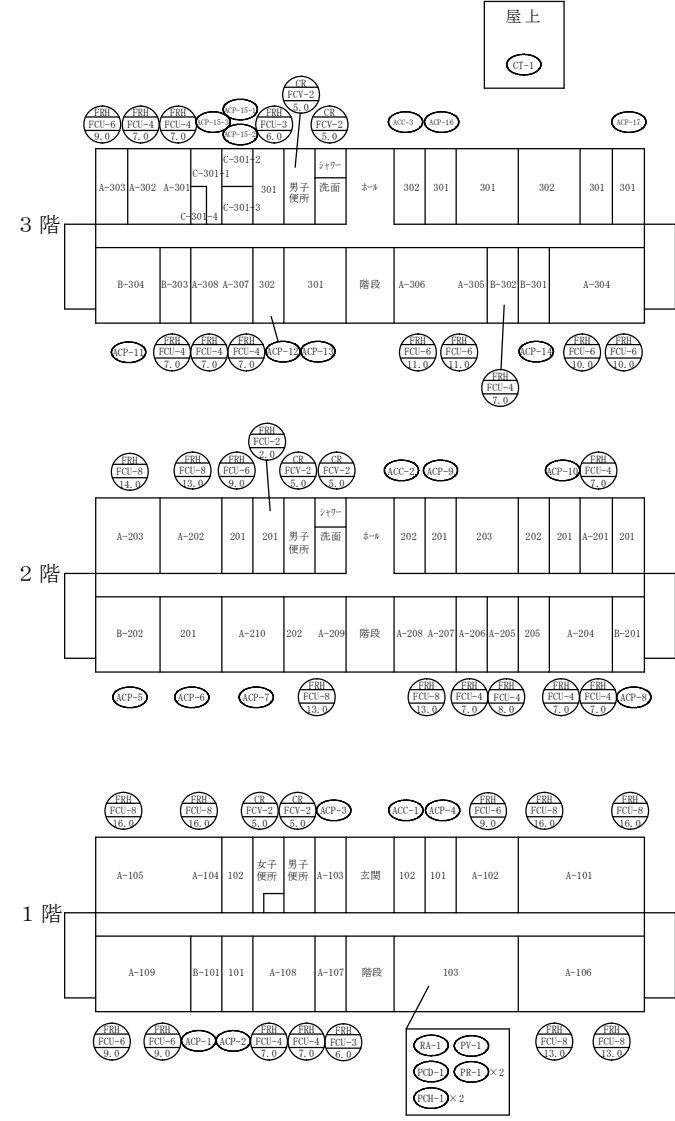 屋上
CT-1
3 階
FRH FCU-6 9.0
FRH FCU-4 7.0
FRH FCU-4 7.0
ACP-15-3
ACP-15-1
ACP-15-2
FRH FCU-3 6.0
CR FCV-2 5.0
CR FCV-2 5.0
ACC-3
ACP-16
ACP-17
A-303
A-302
A-301
C-301-1
C-301-4
C-301-2
C-301-3
301
男子
便所
シャワー
洗面
ホール
302
301
301
302
301
301
B-304
B-303
A-308
A-307
302
301
階段
A-306
A-305
B-302
B-301
A-304
ACP-11
FRH FCU-4 7.0
FRH FCU-4 7.0
FRH FCU-4 7.0
ACP-12
ACP-13
FRH FCU-6 11.0
FRH FCU-6 11.0
FRH FCU-4 7.0
ACP-14
FRH FCU-6 10.0
FRH FCU-6 10.0
2 階
FRH FCU-8 14.0
FRH FCU-8 13.0
FRH FCU-6 9.0
FRH FCU-2 2.0
CR FCV-2 5.0
CR FCV-2 5.0
ACC-2
ACP-9
ACP-10
FRH FCU-4 7.0
A-203
A-202
201
201
男子
便所
シャワー
洗面
ホール
202
201
203
202
201
A-201
201
B-202
201
A-210
202
A-209
階段
A-208
A-207
A-206
A-205
205
A-204
B-201
ACP-5
ACP-6
ACP-7
FRH FCU-8 13.0
FRH FCU-8 13.0
FRH FCU-4 7.0
FRH FCU-4 8.0
FRH FCU-4 7.0
FRH FCU-4 7.0
ACP-8
1 階
FRH FCU-8 16.0
FRH FCU-8 16.0
CR FCV-2 5.0
CR FCV-2 5.0
ACP-3
ACC-1
ACP-4
FRH FCU-6 9.0
FRH FCU-8 16.0
FRH FCU-8 16.0
A-105
A-104
102
女子
便所
男子
便所
A-103
玄関
102
101
A-102
A-101
A-109
B-101
101
A-108
A-107
階段
103
A-106
FRH FCU-6 9.0
FRH FCU-6 9.0
ACP-1
ACP-2
FRH FCU-4 7.0
FRH FCU-4 7.0
FRH FCU-3 6.0
RA-1
PV-1
PCD-1
PR-1 ×2
PCH-1 ×2
FRH FCU-8 13.0
FRH FCU-8 13.0